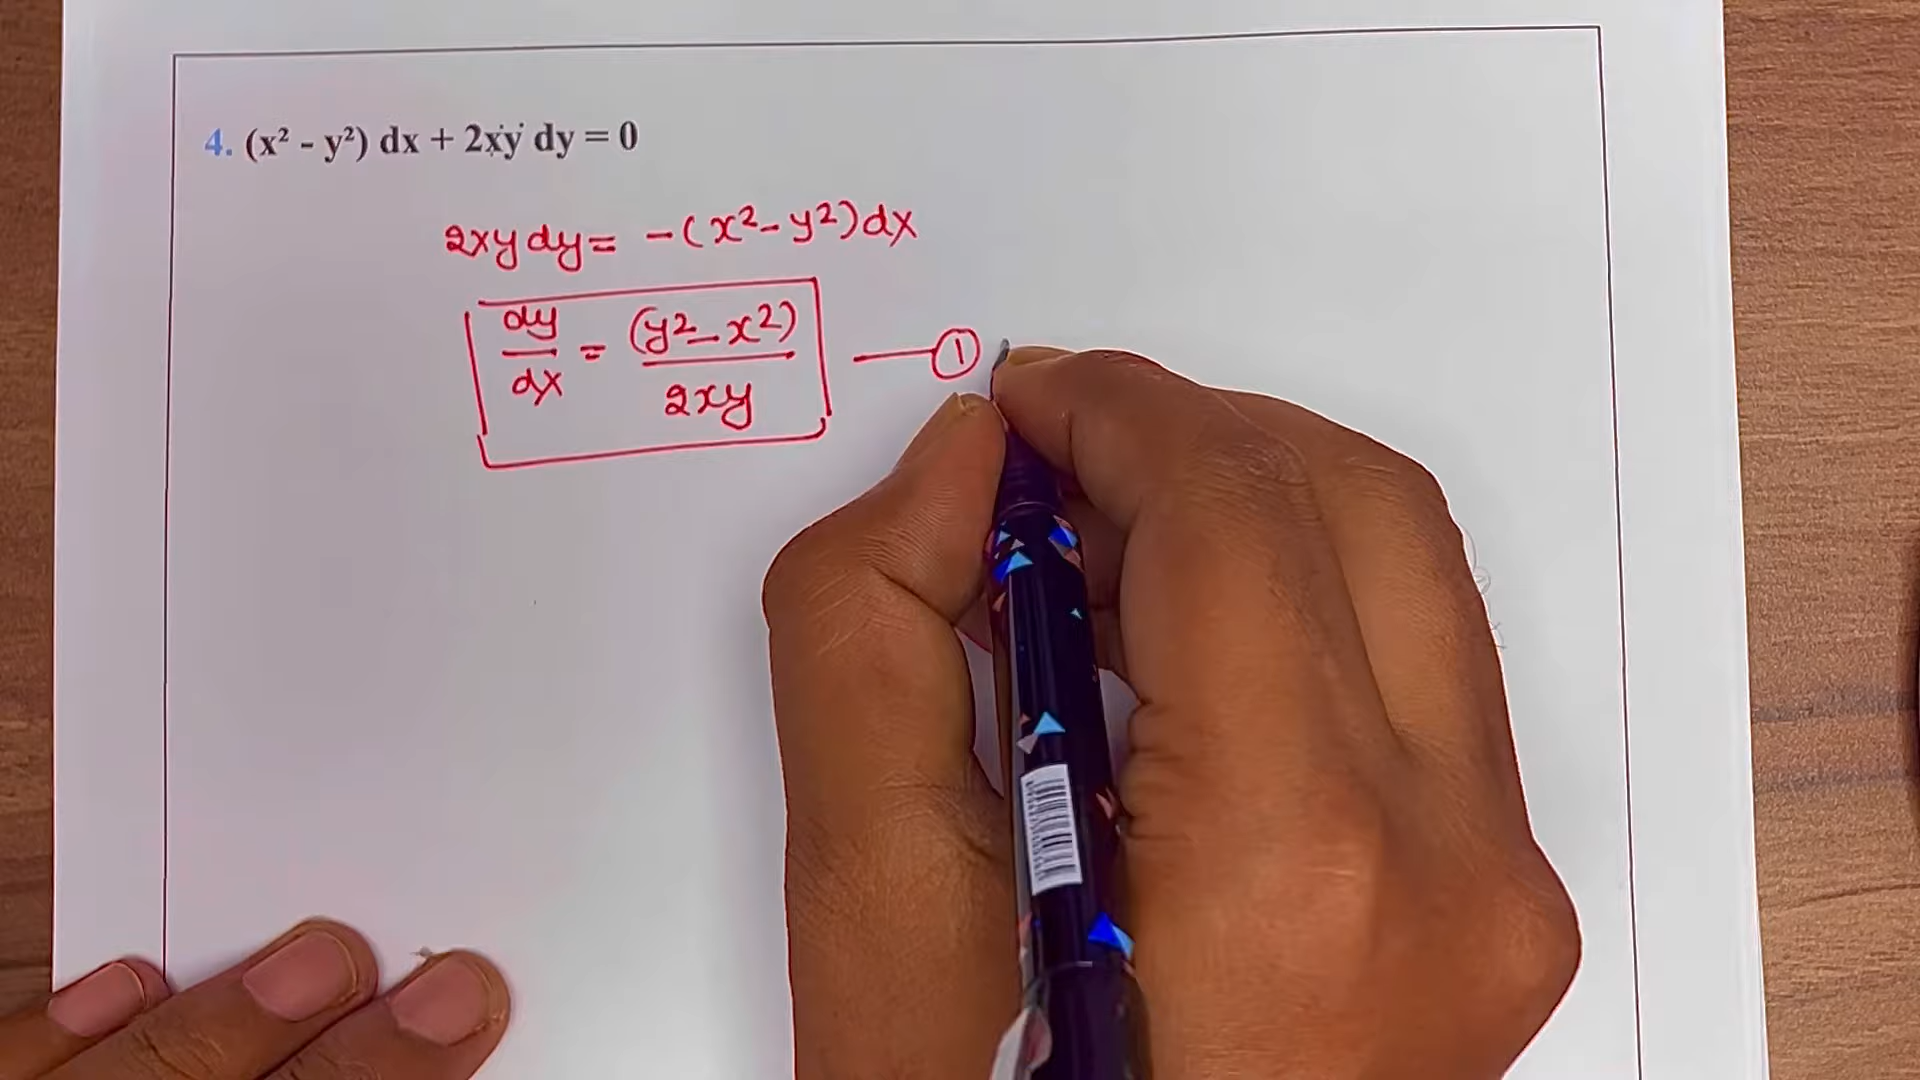 4. (x² - y²) dx + 2xy dy = 0
2xy dy = -(x² - y²) dx
dy/dx = (y² - x²)/2xy — ①